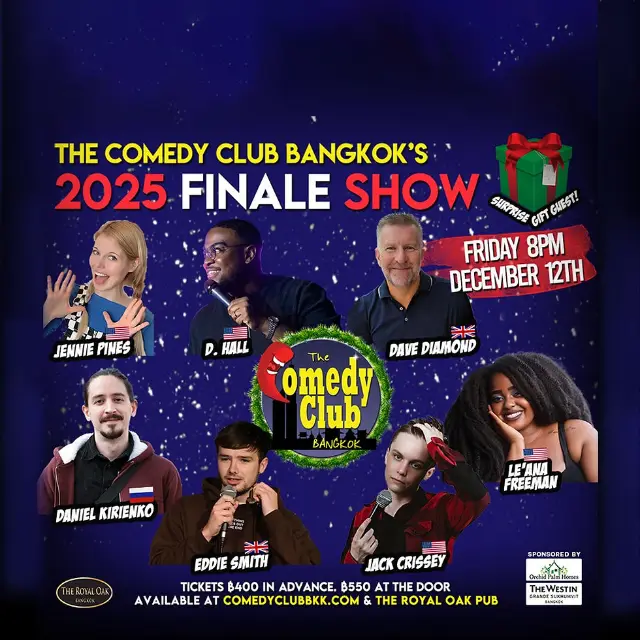 THE COMEDY CLUB BANGKOK'S
2025 FINALE SHOW
SURPRISE GIFT GUEST!
FRIDAY 8PM
DECEMBER 12TH
JENNIE PINES
D. HALL
DAVE DIAMOND
The
Comedy
Club
BANGKOK
LE'ANA
FREEMAN
DANIEL KIRIENKO
EDDIE SMITH
JACK CRISSEY
SPONSORED BY
Orchid Palm Homes
THE WESTIN
GRANDE SUKHUMVIT
BANGKOK
THE ROYAL OAK
BANGKOK
TICKETS ฿400 IN ADVANCE, ฿550 AT THE DOOR
AVAILABLE AT COMEDYCLUBBKK.COM & THE ROYAL OAK PUB